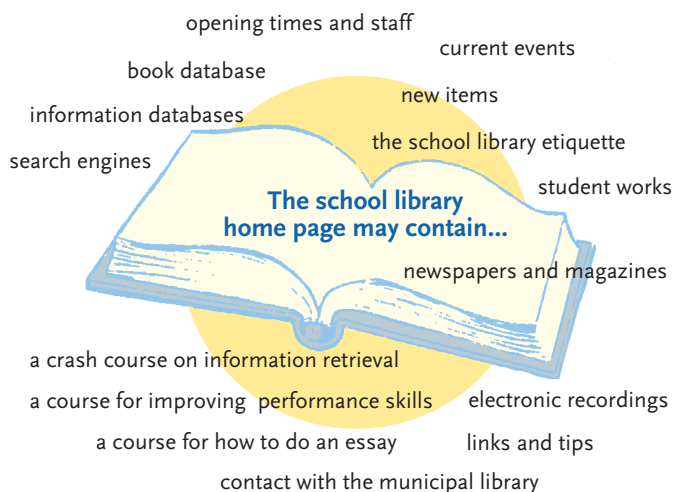 opening times and staff
current events
book database
new items
information databases
the school library etiquette
search engines
student works
The school library
home page may contain...
newspapers and magazines
a crash course on information retrieval
a course for improving performance skills
electronic recordings
a course for how to do an essay
links and tips
contact with the municipal library